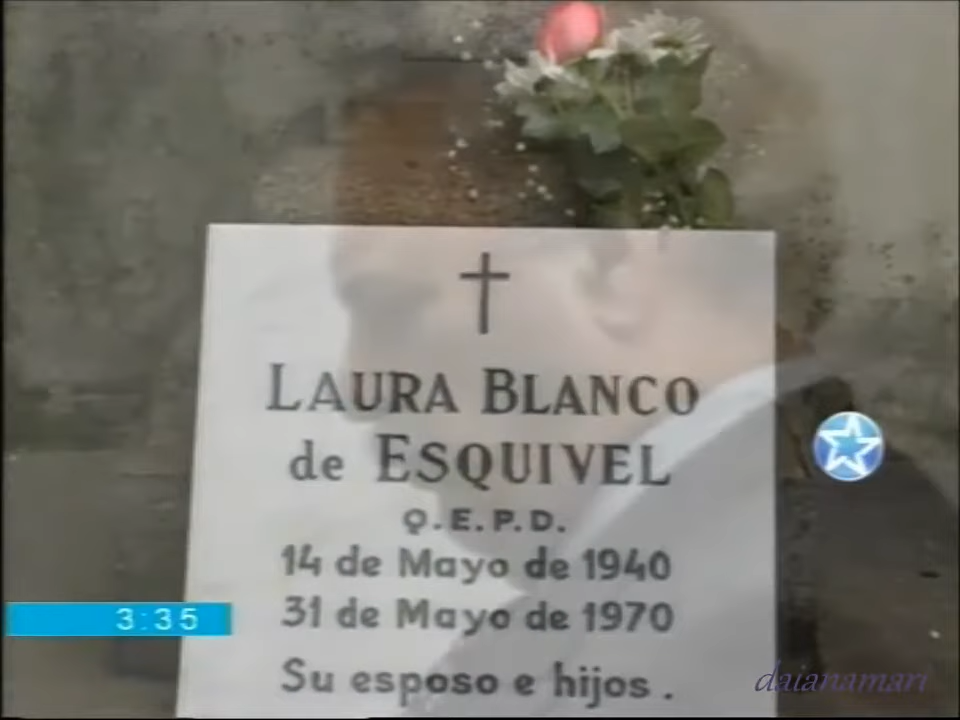 LAURA BLANCO
de ESQUIVEL
Q.E.P.D.
14 de Mayo de 1940
31 de Mayo de 1970
Su esposo e hijos.
3:35
daianamari